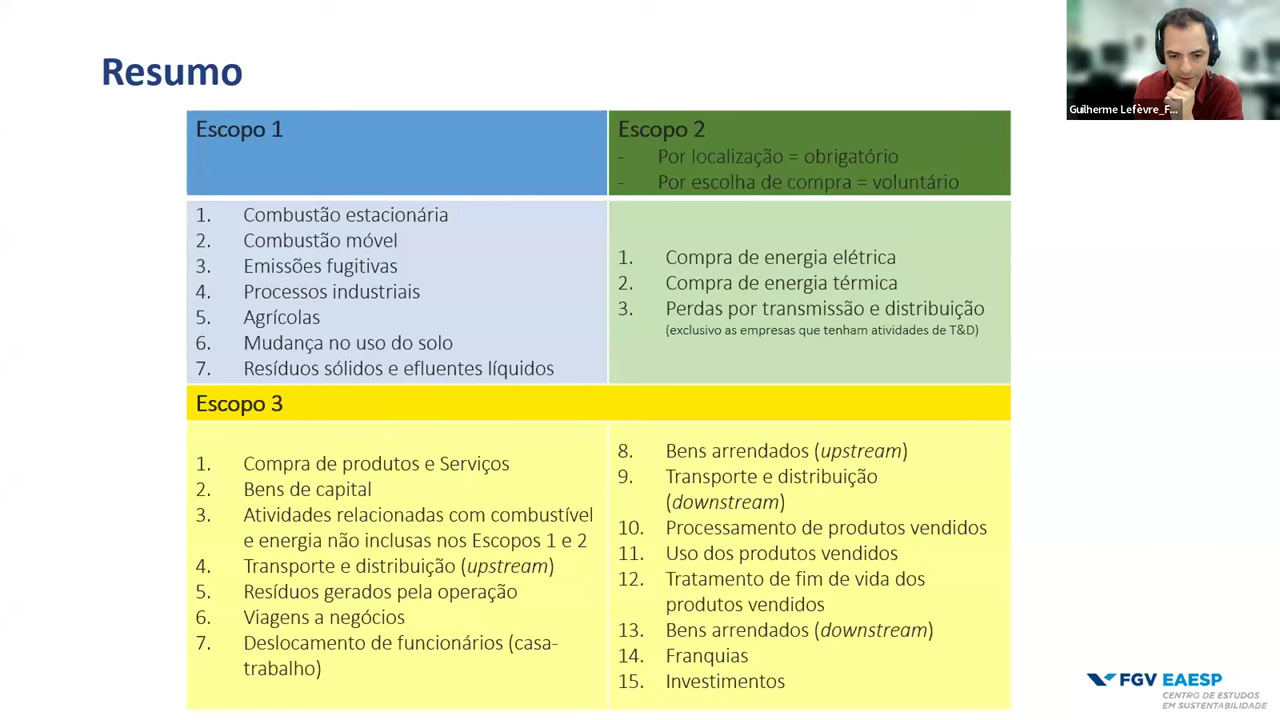 Resumo
Guilherme Lefèvre_F...
Escopo 1
Escopo 2
- Por localização = obrigatório
- Por escolha de compra = voluntário
1. Combustão estacionária
2. Combustão móvel
3. Emissões fugitivas
4. Processos industriais
5. Agrícolas
6. Mudança no uso do solo
7. Resíduos sólidos e efluentes líquidos
1. Compra de energia elétrica
2. Compra de energia térmica
3. Perdas por transmissão e distribuição
(exclusivo as empresas que tenham atividades de T&D)
Escopo 3
1. Compra de produtos e Serviços
2. Bens de capital
3. Atividades relacionadas com combustível
e energia não inclusas nos Escopos 1 e 2
4. Transporte e distribuição (upstream)
5. Resíduos gerados pela operação
6. Viagens a negócios
7. Deslocamento de funcionários (casa-
trabalho)
8. Bens arrendados (upstream)
9. Transporte e distribuição
(downstream)
10. Processamento de produtos vendidos
11. Uso dos produtos vendidos
12. Tratamento de fim de vida dos
produtos vendidos
13. Bens arrendados (downstream)
14. Franquias
15. Investimentos
FGV EAESP
CENTRO DE ESTUDOS
EM SUSTENTABILIDADE